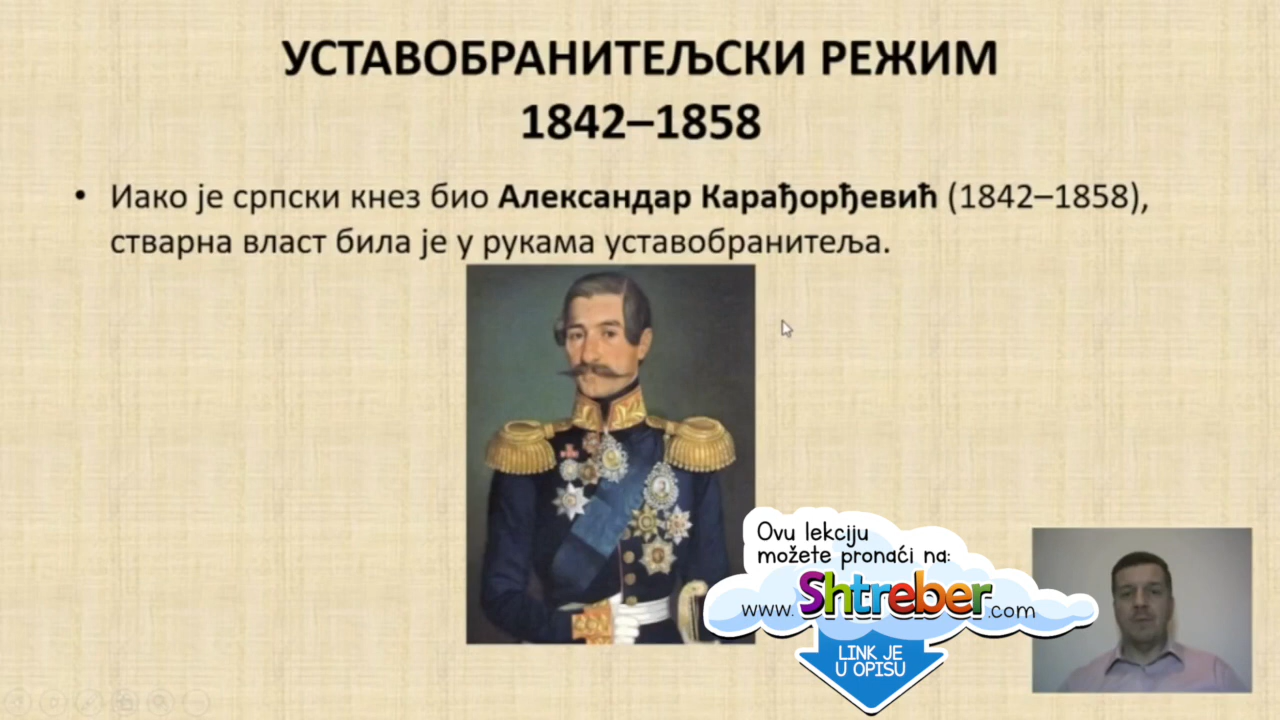 УСТАВОБРАНИТЕЉСКИ РЕЖИМ
1842–1858
• Иако је српски кнез био Александар Карађорђевић (1842–1858),
стварна власт била је у рукама уставобранитеља.
Ovu lekciju
možete pronaći na:
www.Shtreber.com
LINK JE
U OPISU